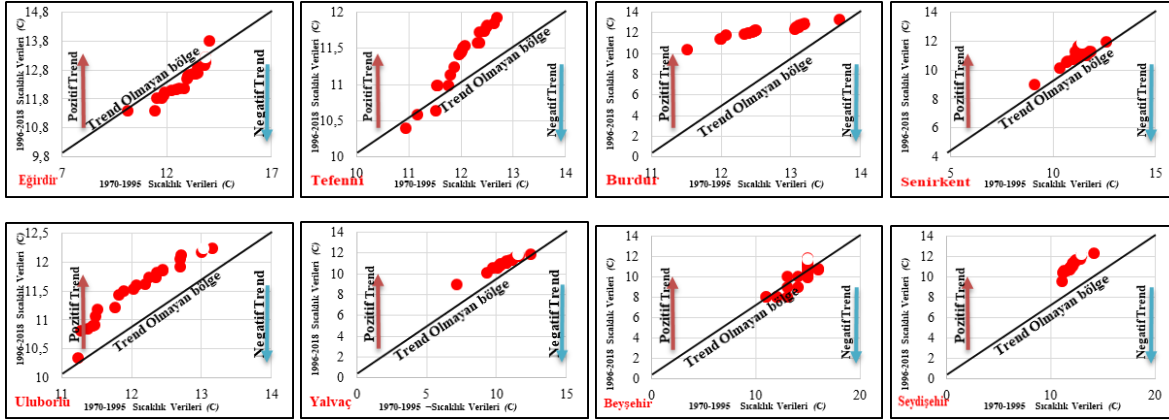 1996-2018 Sıcaklık Verileri (C)
13,8
12,8
11,8
10,8
9,8
7
12
17
Pozitif Trend
Trend Olmayan bölge
Negatif Trend
Eğirdir
1970-1995 Sıcaklık Verileri (C)
1996-2018 Sıcaklık Verileri (C)
12
11,5
11
10,5
10
10
11
12
13
14
Pozitif Trend
Trend Olmayan bölge
Negatif Trend
Tefenni
1970-1995 Sıcaklık Verileri (C)
1996-2018 Sıcaklık Verileri (C)
14
12
10
8
6
4
2
0
11
12
13
14
Pozitif Trend
Trend Olmayan bölge
Negatif Trend
Burdur
1970-1995 Sıcaklık Verileri (C)
1996-2018 Sıcaklık Verileri (C)
14
12
10
8
6
4
5
10
15
Pozitif Trend
Trend Olmayan bölge
Negatif Trend
Senirkent
1970-1995 Sıcaklık Verileri (C)
1996-2018 Sıcaklık Verileri (C)
12,5
11,5
10,5
10
11
12
13
14
Pozitif Trend
Trend Olmayan bölge
Negatif Trend
Uluborlu
1970-1995 Sıcaklık Verileri (C)
1996-2018 Sıcaklık Verileri (C)
14
12
10
8
6
4
2
0
0
5
10
15
Pozitif Trend
Trend Olmayan bölge
Negatif Trend
Yalvaç
1970-1995 –Sıcaklık Verileri (C)
1996-2018 Sıcaklık Verileri (C)
14
12
10
8
6
4
2
0
0
10
20
Pozitif Trend
Trend Olmayan bölge
Negatif Trend
Beyşehir
1970-1995 Sıcaklık Verileri (C)
1996-2018 Sıcaklık Verileri (C)
14
12
10
8
6
4
2
0
0
10
20
Pozitif Trend
Trend Olmayan bölge
Negatif Trend
Seydişehir
1970-1995 Sıcaklık Verileri (C)